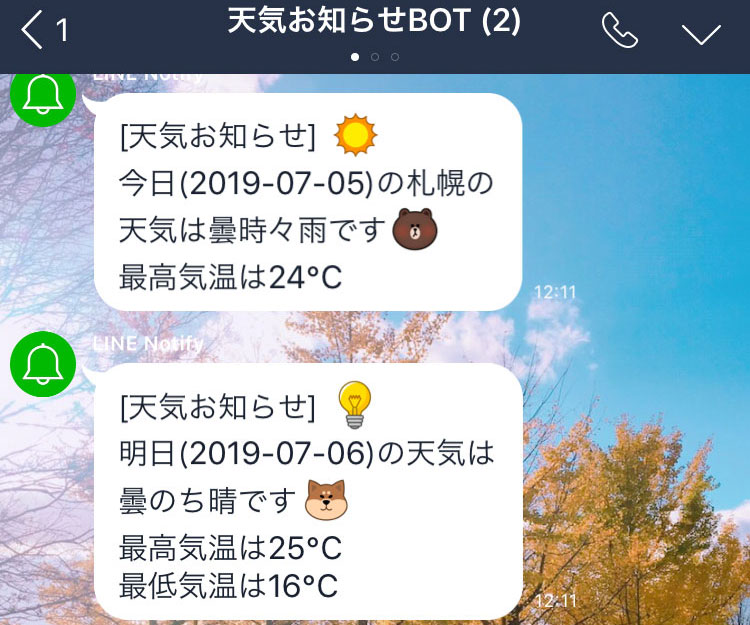 1
天気お知らせBOT (2)
LINE Notify
[天気お知らせ]
今日(2019-07-05)の札幌の
天気は曇時々雨です
最高気温は24°C
12:11
LINE Notify
[天気お知らせ]
明日(2019-07-06)の天気は
曇のち晴です
最高気温は25°C
最低気温は16°C
12:11